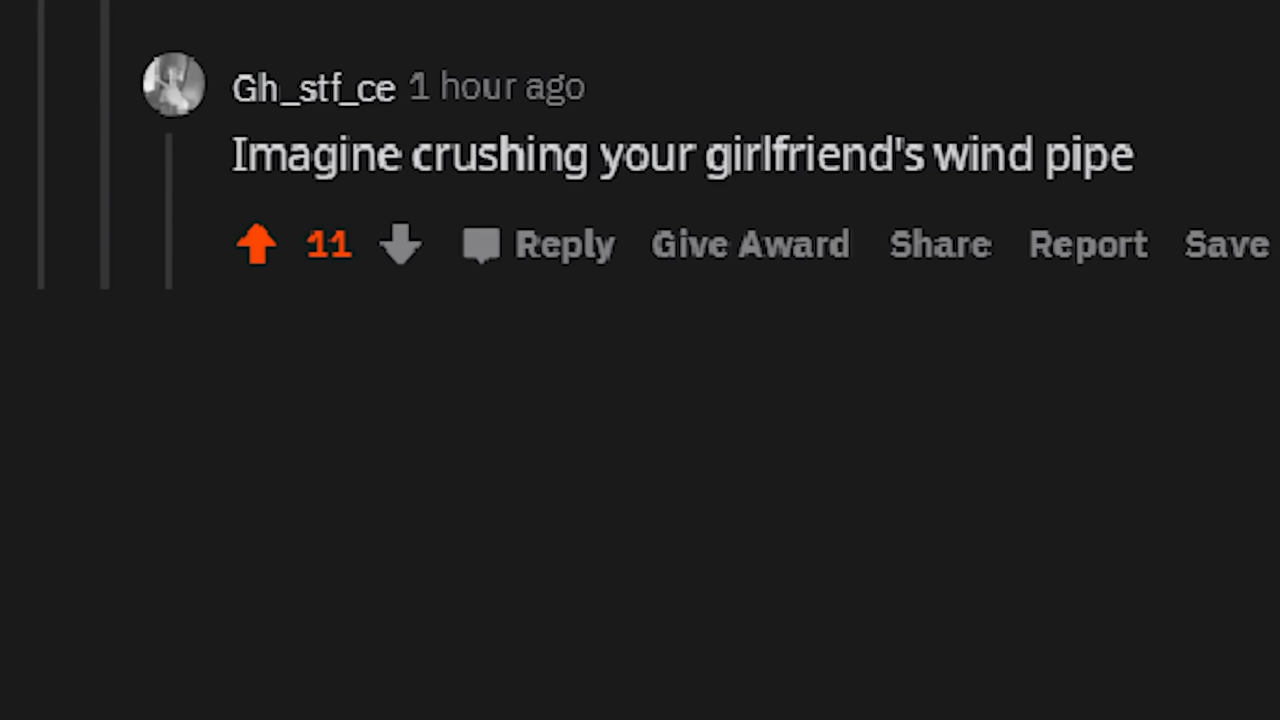 Gh_stf_ce 1 hour ago
Imagine crushing your girlfriend's wind pipe
11 Reply Give Award Share Report Save